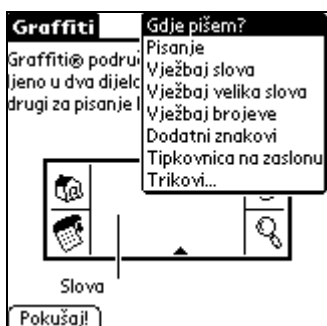 Graffiti
Gdje pišem?
Pisanje
Vježbaj slova
Vježbaj velika slova
Vježbaj brojeve
Dodatni znakovi
Tipkovnica na zaslonu
Trikovi...
Graffiti® podru
ljeno u dva dijelo
drugi za pisanje
Slova
Pokušaj!